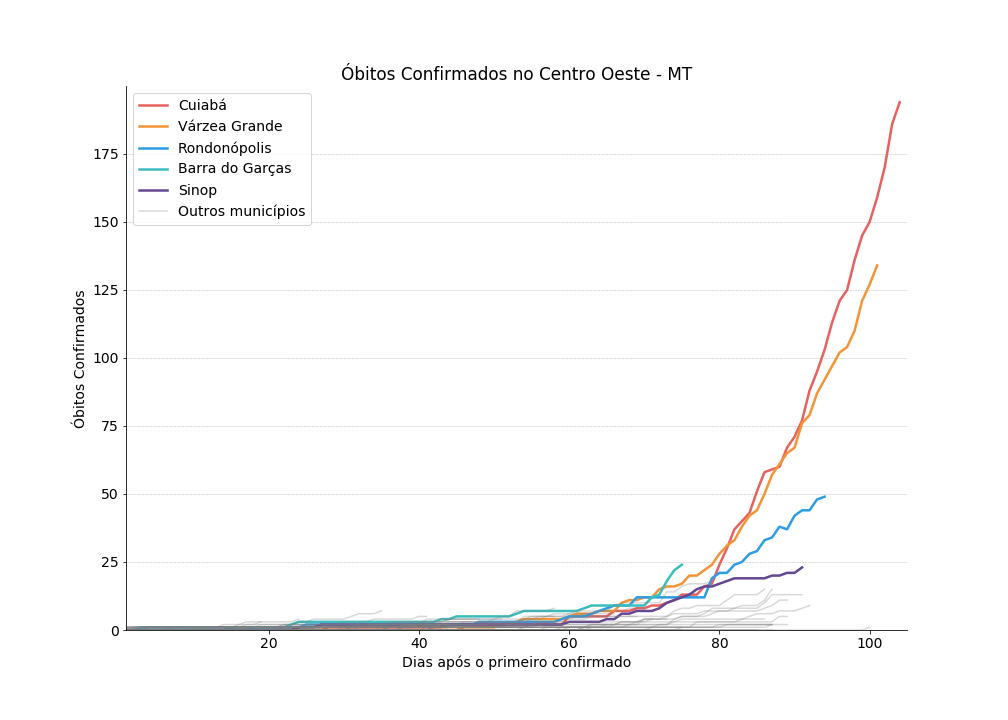 Óbitos Confirmados no Centro Oeste - MT
Cuiabá
Várzea Grande
Rondonópolis
Barra do Garças
Sinop
Outros municípios
175
150
125
100
75
50
25
0
Óbitos Confirmados
20 40 60 80 100
Dias após o primeiro confirmado